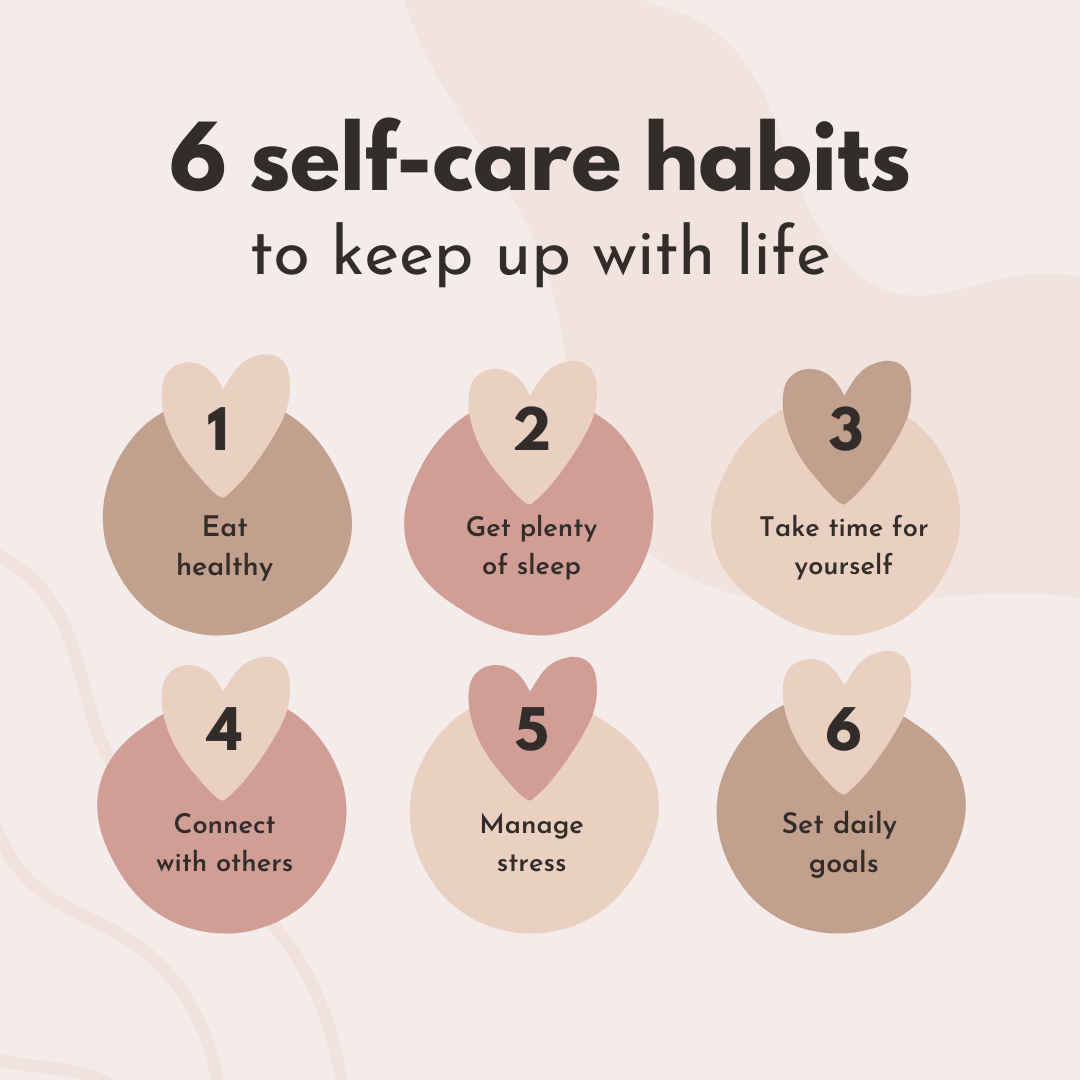 6 self-care habits
to keep up with life
1
Eat
healthy
2
Get plenty
of sleep
3
Take time for
yourself
4
Connect
with others
5
Manage
stress
6
Set daily
goals